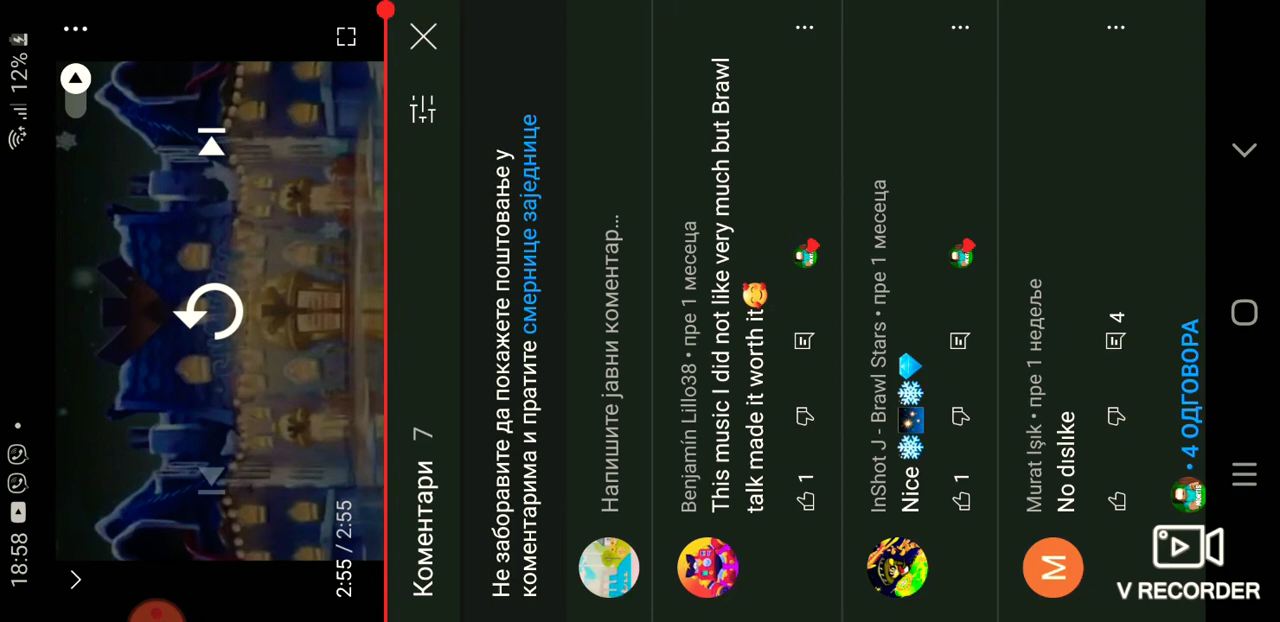 18:58
12%
2:55 / 2:55
Коментари 7
Не заборавите да покажете поштовање у
коментарима и пратите смернице заједнице
Напишите јавни коментар...
Benjamín Lillo38 • пре 1 месеца
This music I did not like very much but Brawl
talk made it worth it🥰
1
InShot J - Brawl Stars • пре 1 месеца
Nice ❄️🎇❄️💎
1
Murat Işık • пре 1 недеље
No dislıke
4
• 4 ОДГОВОРА
M
V RECORDER